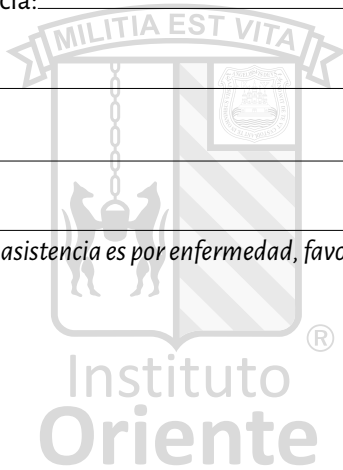 cia:
MILITIA EST VITA
asistencia es por enfermedad, favo
®
Instituto
Oriente